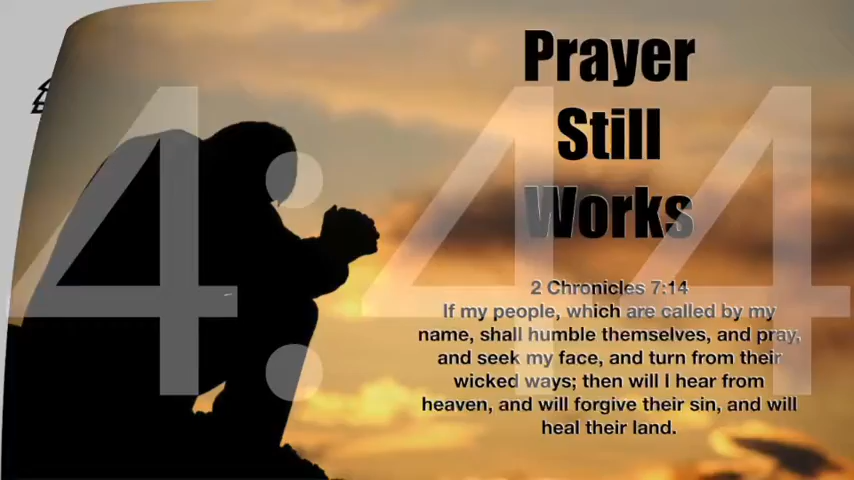 Prayer
Still
Works
4:44
2 Chronicles 7:14
If my people, which are called by my
name, shall humble themselves, and pray,
and seek my face, and turn from their
wicked ways; then will I hear from
heaven, and will forgive their sin, and will
heal their land.